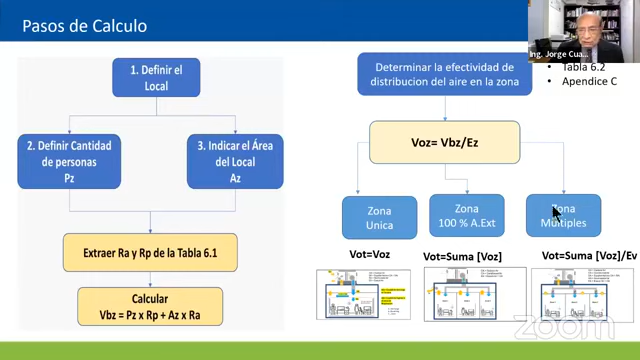 Pasos de Calculo
Ing. Jorge Cua...
1. Definir el
Local
2. Definir Cantidad
de personas
Pz
3. Indicar el Área
del Local
Az
Extraer Ra y Rp de la Tabla 6.1
Calcular
Vbz = Pz x Rp + Az x Ra
Determinar la efectividad de
distribucion del aire en la zona
• Tabla 6.2
• Apendice C
Voz= Vbz/Ez
Zona
Unica
Zona
100 % A.Ext
Zona
Múltiples
Vot=Voz
Vot=Suma [Voz]
Vot=Suma [Voz]/Ev
zoom